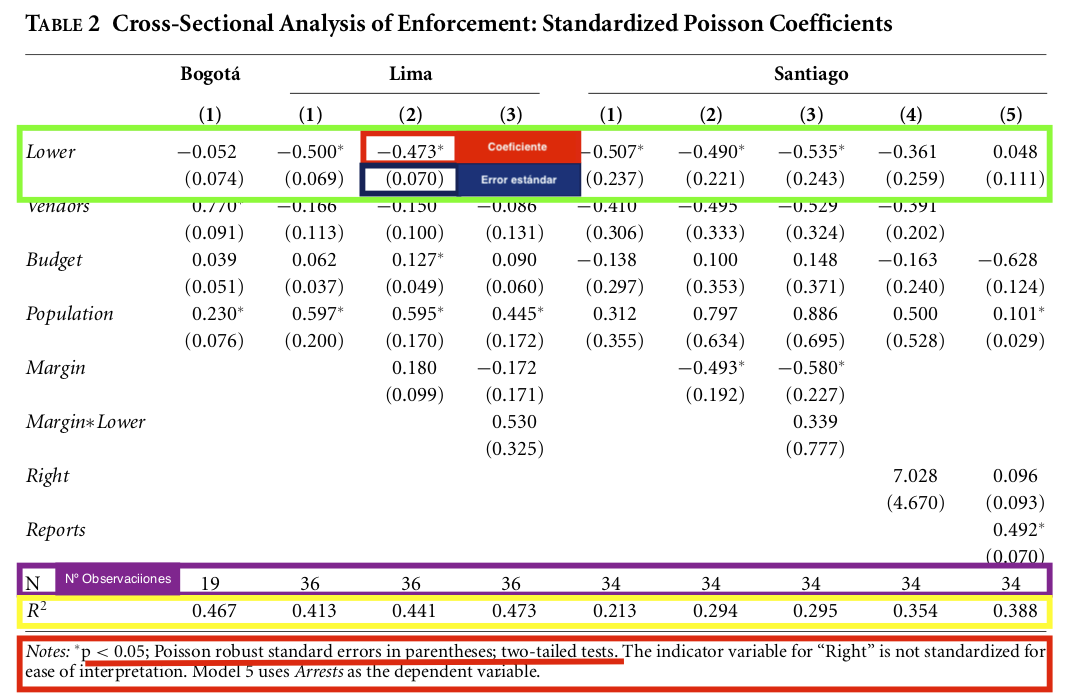 TABLE 2 Cross-Sectional Analysis of Enforcement: Standardized Poisson Coefficients
Bogotá Lima Santiago
(1) (1) (2) (3) (1) (2) (3) (4) (5)
Lower −0.052 −0.500* −0.473* Coeficiente −0.507* −0.490* −0.535* −0.361 0.048
(0.074) (0.069) (0.070) Error estándar (0.237) (0.221) (0.243) (0.259) (0.111)
Vendors 0.770* −0.166 −0.150 −0.086 −0.410 −0.495 −0.529 −0.391
(0.091) (0.113) (0.100) (0.131) (0.306) (0.333) (0.324) (0.202)
Budget 0.039 0.062 0.127* 0.090 −0.138 0.100 0.148 −0.163 −0.628
(0.051) (0.037) (0.049) (0.060) (0.297) (0.353) (0.371) (0.240) (0.124)
Population 0.230* 0.597* 0.595* 0.445* 0.312 0.797 0.886 0.500 0.101*
(0.076) (0.200) (0.170) (0.172) (0.355) (0.634) (0.695) (0.528) (0.029)
Margin 0.180 −0.172 −0.493* −0.580*
(0.099) (0.171) (0.192) (0.227)
Margin∗Lower 0.530 0.339
(0.325) (0.777)
Right 7.028 0.096
(4.670) (0.093)
Reports 0.492*
(0.070)
N Nº Observaciiones 19 36 36 36 34 34 34 34 34
R² 0.467 0.413 0.441 0.473 0.213 0.294 0.295 0.354 0.388
Notes: *p < 0.05; Poisson robust standard errors in parentheses; two-tailed tests. The indicator variable for “Right” is not standardized for
ease of interpretation. Model 5 uses Arrests as the dependent variable.